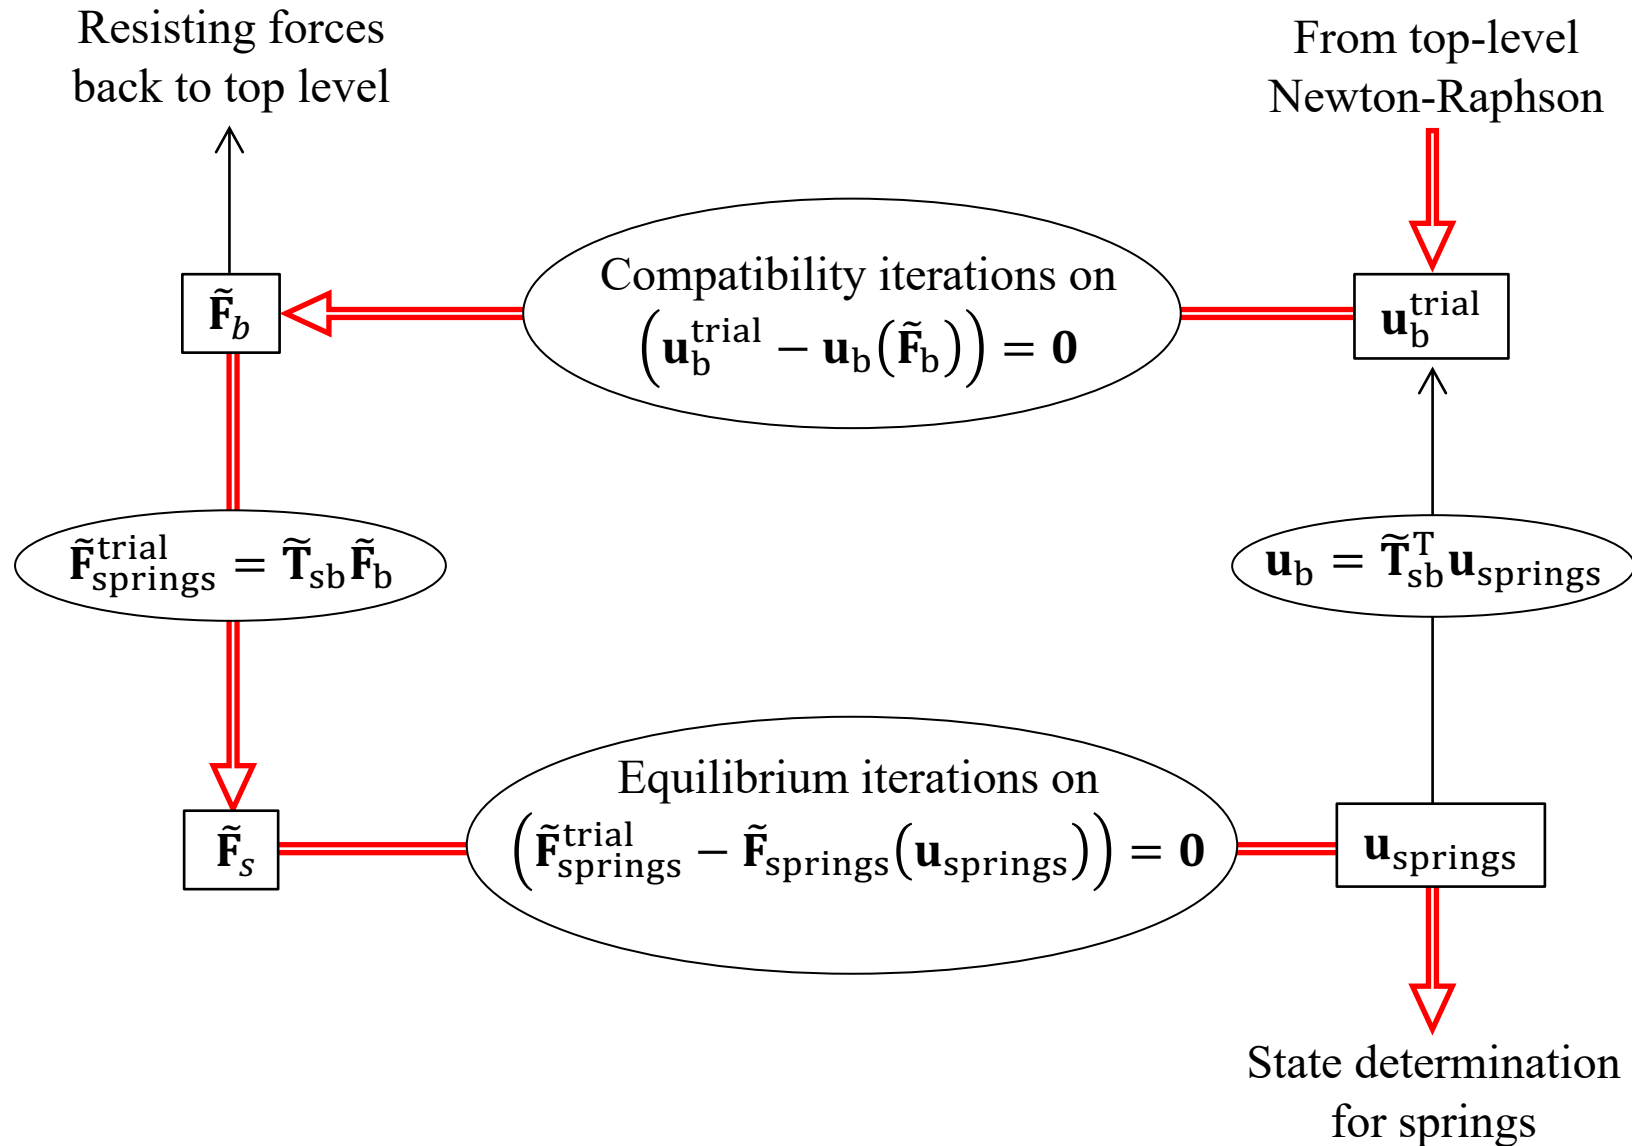 Resisting forces
back to top level
From top-level
Newton-Raphson
Compatibility iterations on
(u_b^trial − u_b(F̃_b)) = 0
F̃_b
u_b^trial
F̃_springs^trial = T̃_sb F̃_b
u_b = T̃_sb^T u_springs
Equilibrium iterations on
(F̃_springs^trial − F̃_springs(u_springs)) = 0
F̃_s
u_springs
State determination
for springs